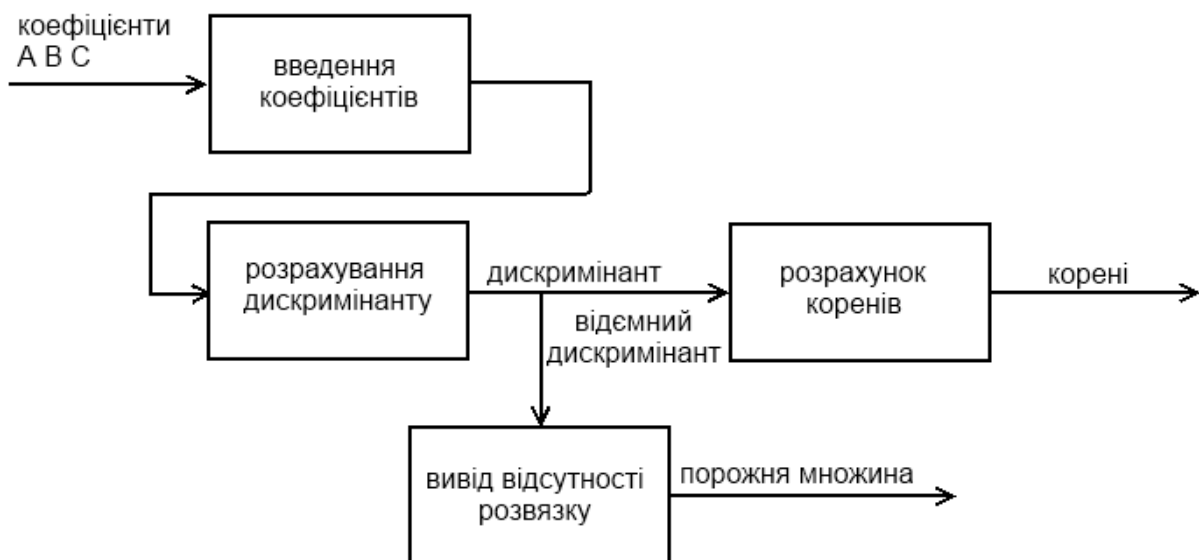 коефіцієнти
А В С
введення
коефіцієнтів
розрахування
дискримінанту
дискримінант
відємний
дискримінант
розрахунок
коренів
корені
вивід відсутності
розвязку
порожня множина